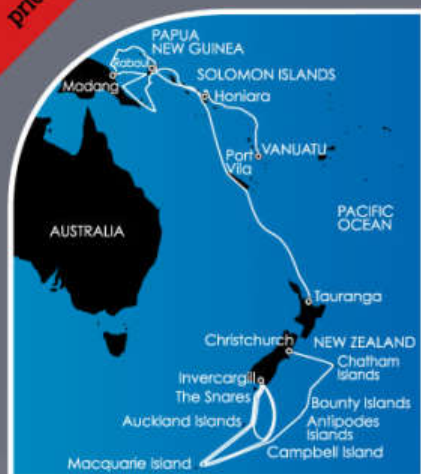 PAPUA
NEW GUINEA
Rabaul
Madang
SOLOMON ISLANDS
Honiara
Port
Vila
VANUATU
PACIFIC
OCEAN
AUSTRALIA
Tauranga
Christchurch
NEW ZEALAND
Chatham
Islands
Invercargill
The Snares
Bounty Islands
Auckland Islands
Antipodes
Islands
Campbell Island
Macquarie Island